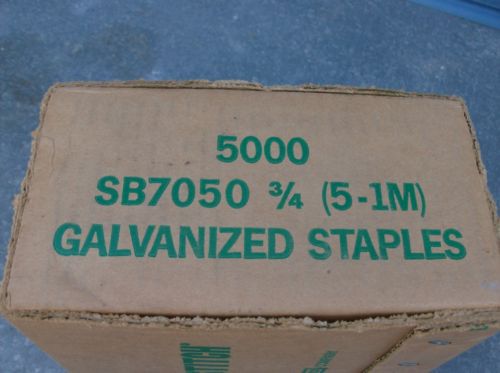 5000
SB7050 ¾ (5-1M)
GALVANIZED STAPLES